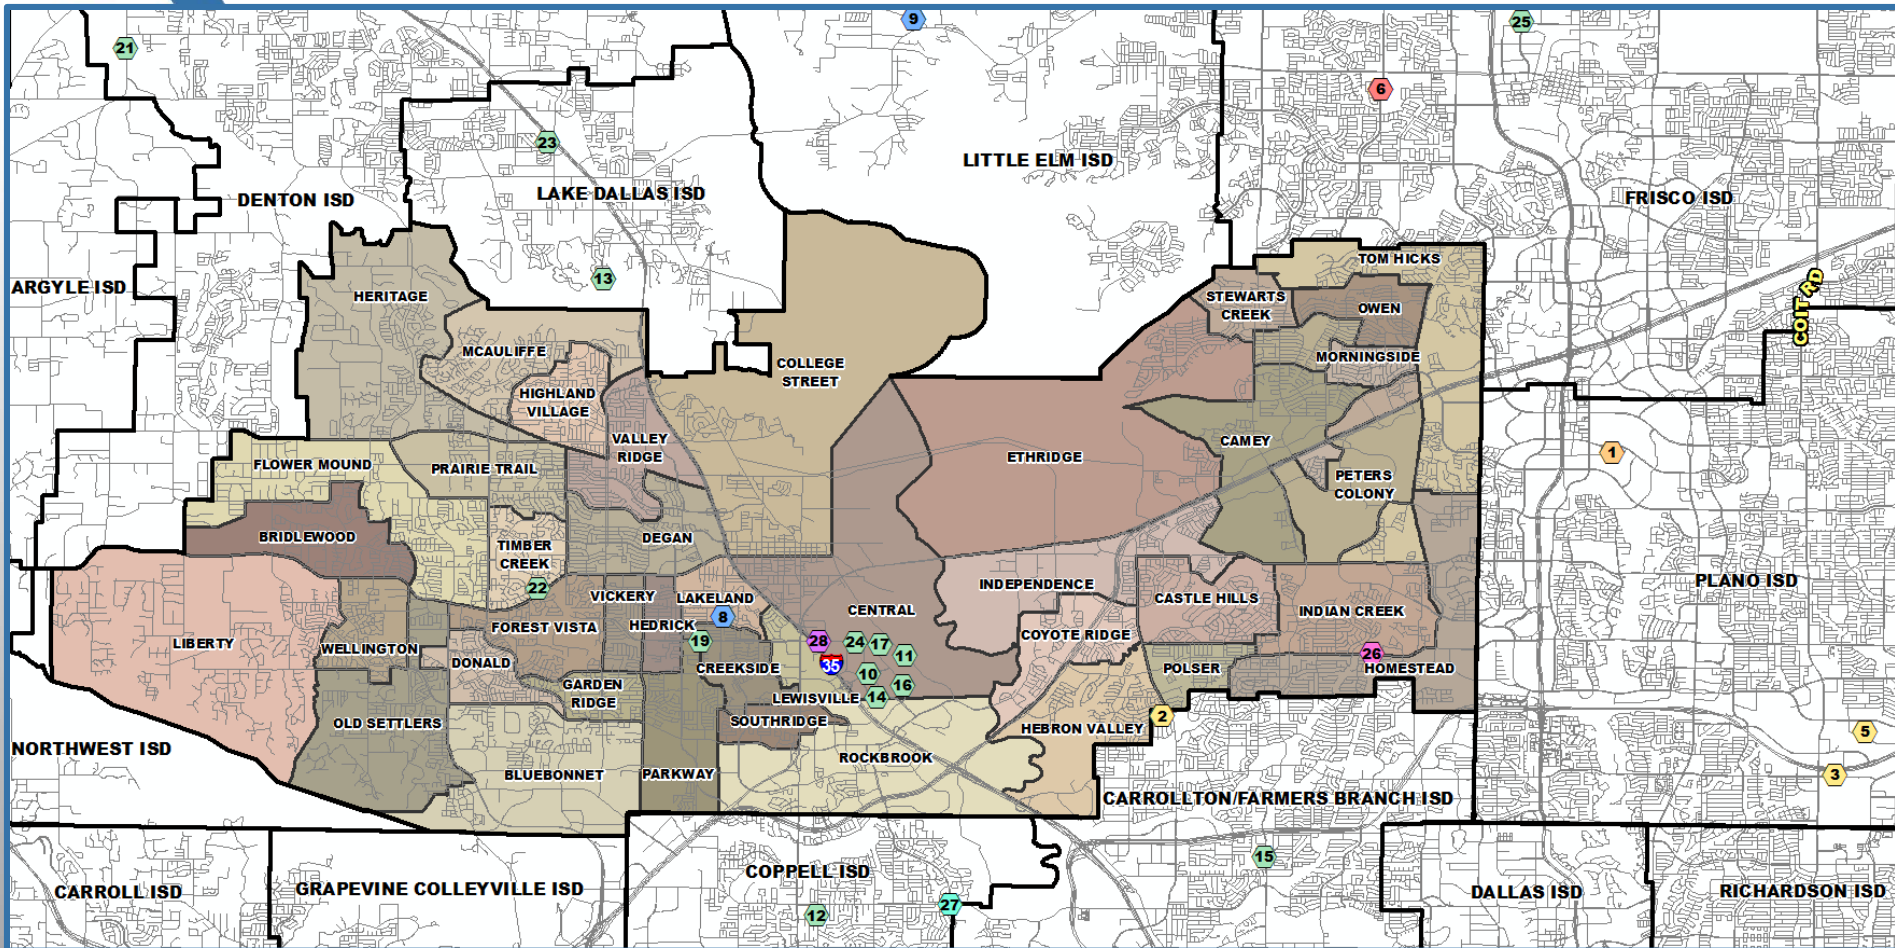 9
25
21
6
23
LITTLE ELM ISD
DENTON ISD
LAKE DALLAS ISD
FRISCO ISD
TOM HICKS
13
ARGYLE ISD
HERITAGE
STEWARTS
CREEK
OWEN
COIT RD
MCAULIFFE
COLLEGE
STREET
MORNINGSIDE
HIGHLAND
VILLAGE
VALLEY
RIDGE
CAMEY
1
FLOWER MOUND
PRAIRIE TRAIL
ETHRIDGE
PETERS
COLONY
BRIDLEWOOD
TIMBER
CREEK
DEGAN
22
VICKERY
LAKELAND
INDEPENDENCE
PLANO ISD
CASTLE HILLS
CENTRAL
INDIAN CREEK
8
FOREST VISTA
HEDRICK
COYOTE RIDGE
LIBERTY
WELLINGTON
19
28
24
17
11
26
DONALD
CREEKSIDE
35
10
POLSER
HOMESTEAD
GARDEN
RIDGE
LEWISVILLE
14
16
OLD SETTLERS
SOUTHRIDGE
HEBRON VALLEY
2
5
NORTHWEST ISD
BLUEBONNET
PARKWAY
ROCKBROOK
3
CARROLLTON/FARMERS BRANCH ISD
15
COPPELL ISD
CARROLL ISD
GRAPEVINE COLLEYVILLE ISD
DALLAS ISD
RICHARDSON ISD
12
27